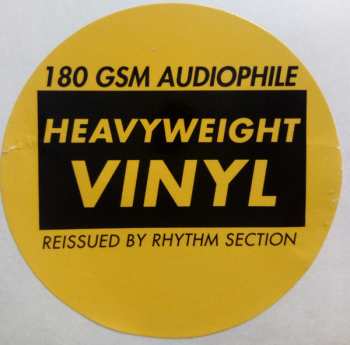 180 GSM AUDIOPHILE
HEAVYWEIGHT
VINYL
REISSUED BY RHYTHM SECTION